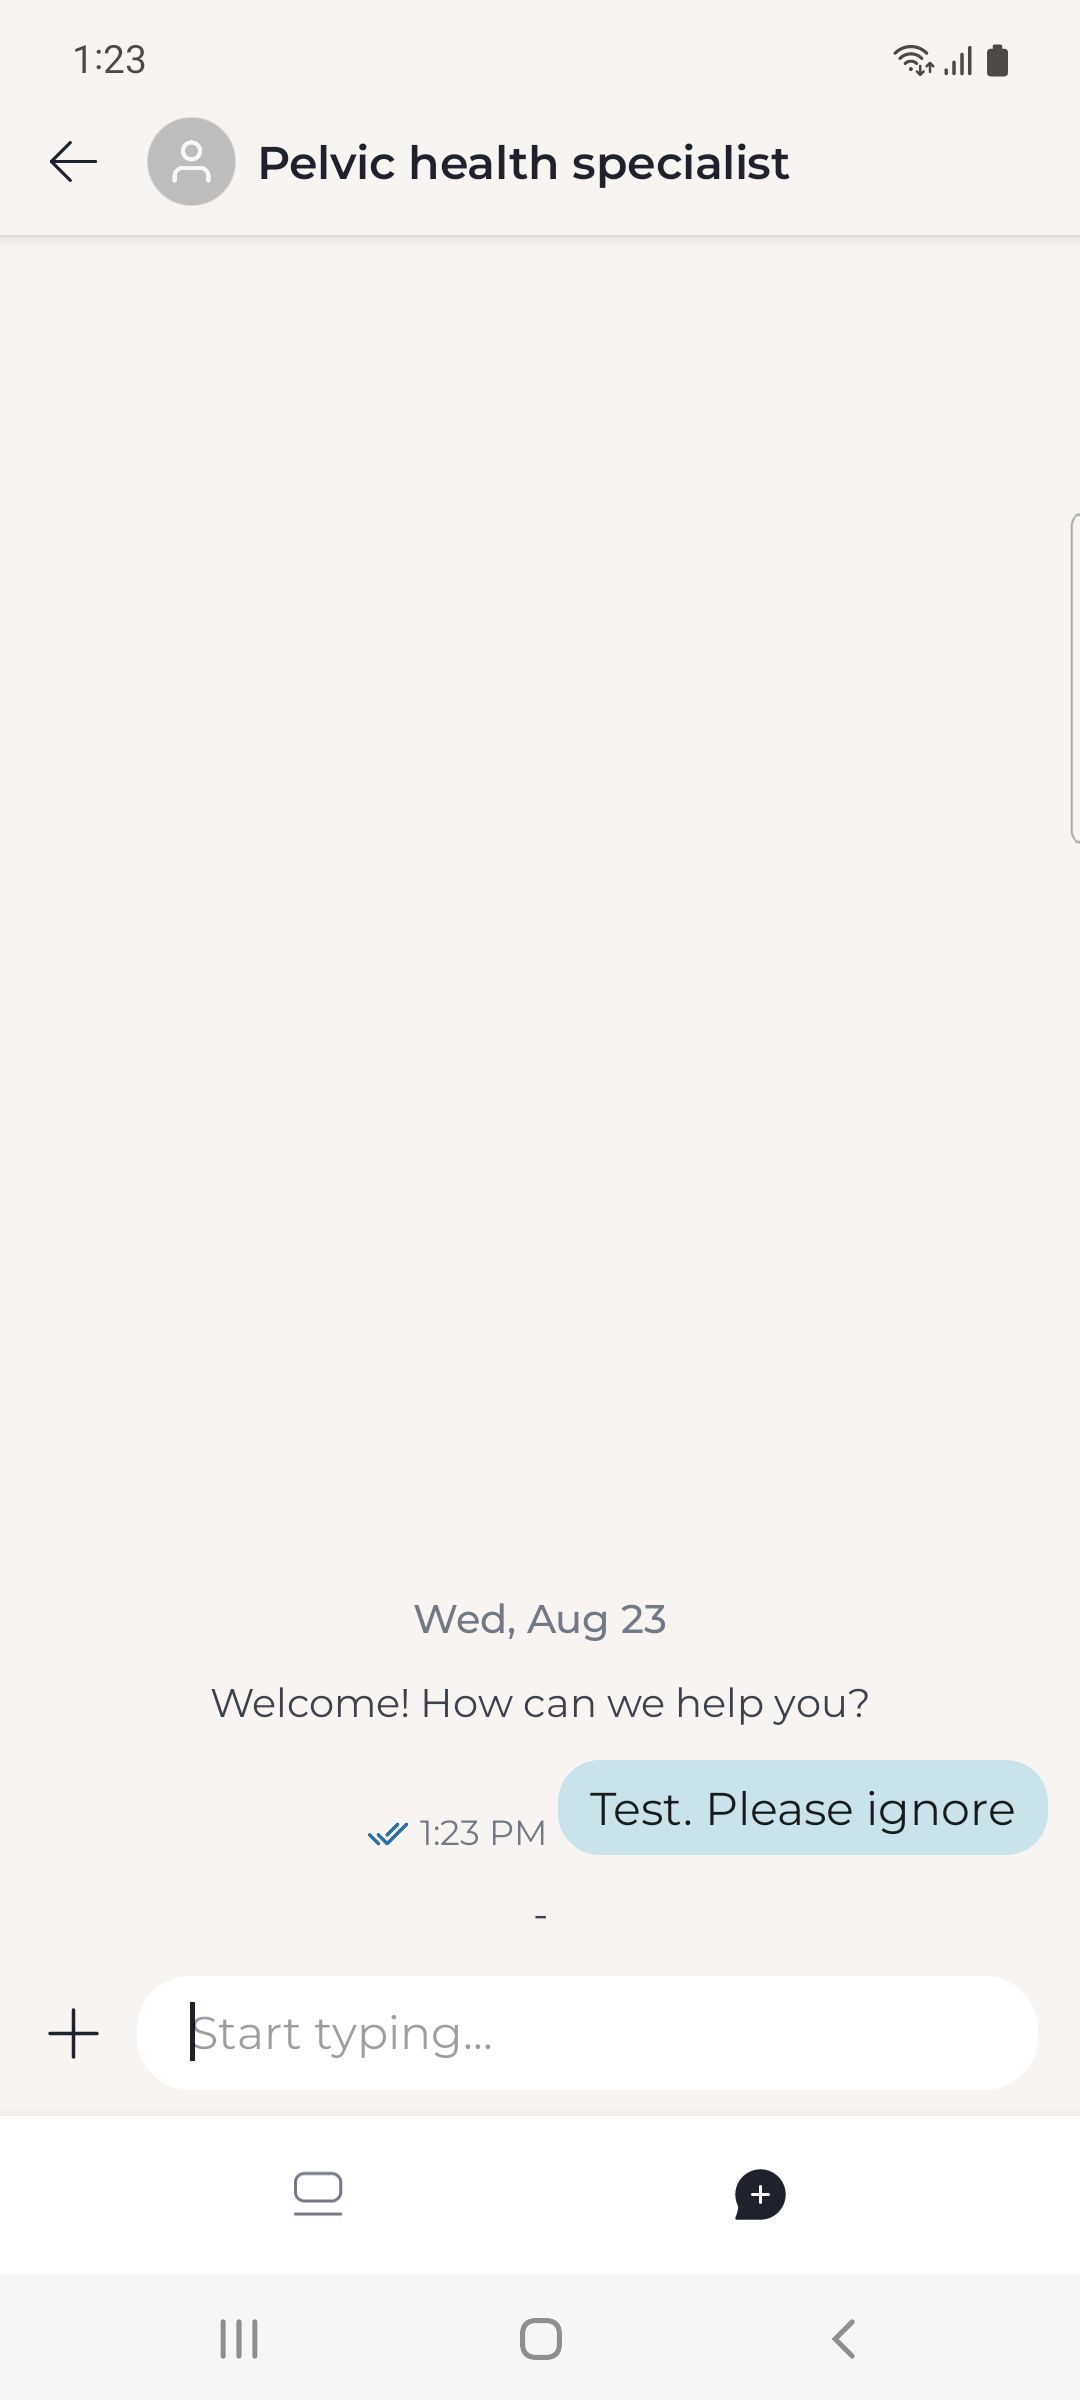 1:23
Pelvic health specialist
Wed, Aug 23
Welcome! How can we help you?
Test. Please ignore
1:23 PM
-
Start typing...